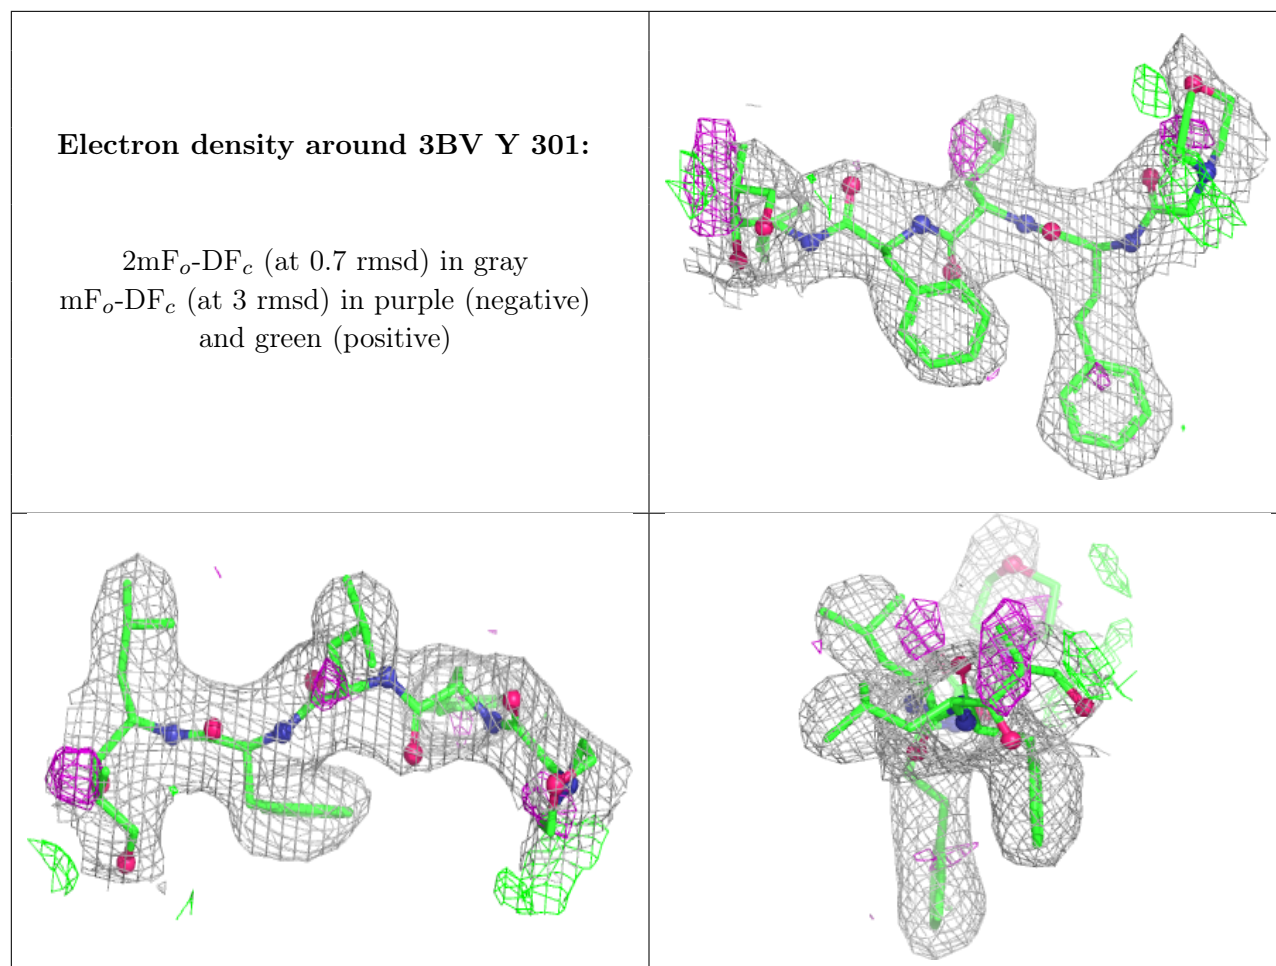 Electron density around 3BV Y 301:
2mFₒ-DF𝒸 (at 0.7 rmsd) in gray
mFₒ-DF𝒸 (at 3 rmsd) in purple (negative)
and green (positive)